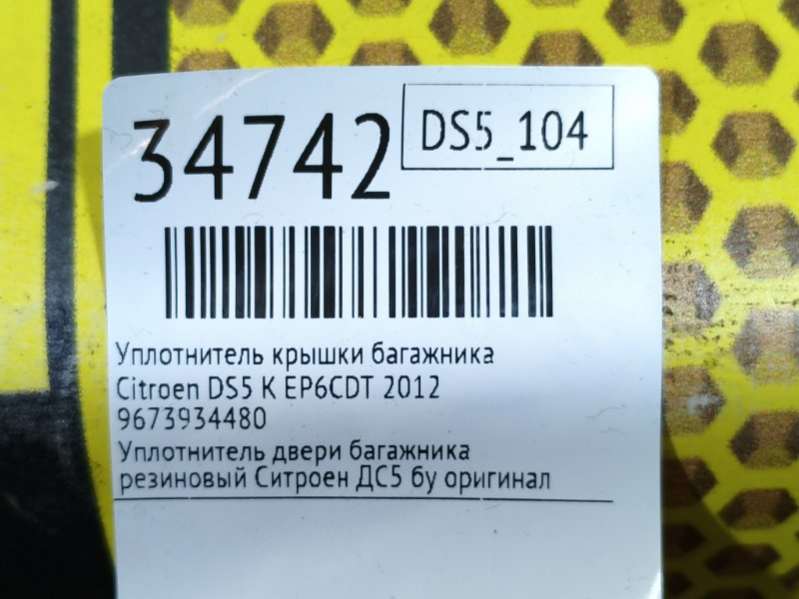 34742
DS5_104
Уплотнитель крышки багажника
Citroen DS5 K EP6CDT 2012
9673934480
Уплотнитель двери багажника
резиновый Ситроен ДС5 бу оригинал